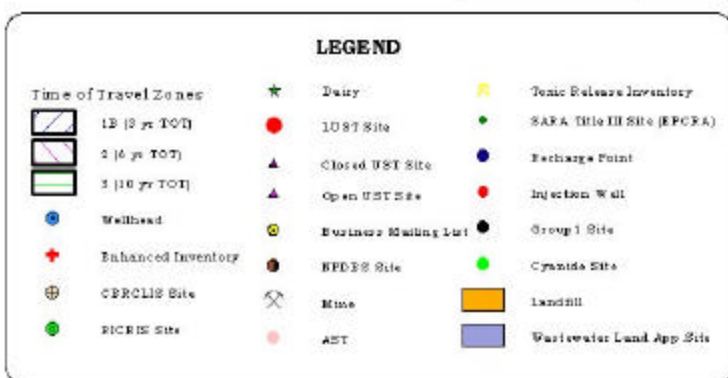 LEGEND
Time of Travel Zones
1B (3 yr TOT)
2 (6 yr TOT)
3 (10 yr TOT)
Wellhead
Enhanced Inventory
CERCLIS Site
RICRIS Site
Dairy
LUST Site
Closed UST Site
Open UST Site
Business Mailing List
NPDES Site
Mine
AST
Toxic Release Inventory
SARA Title III Site (EPCRA)
Recharge Point
Injection Well
Group 1 Site
Cyanide Site
Landfill
Wastewater Land App Site